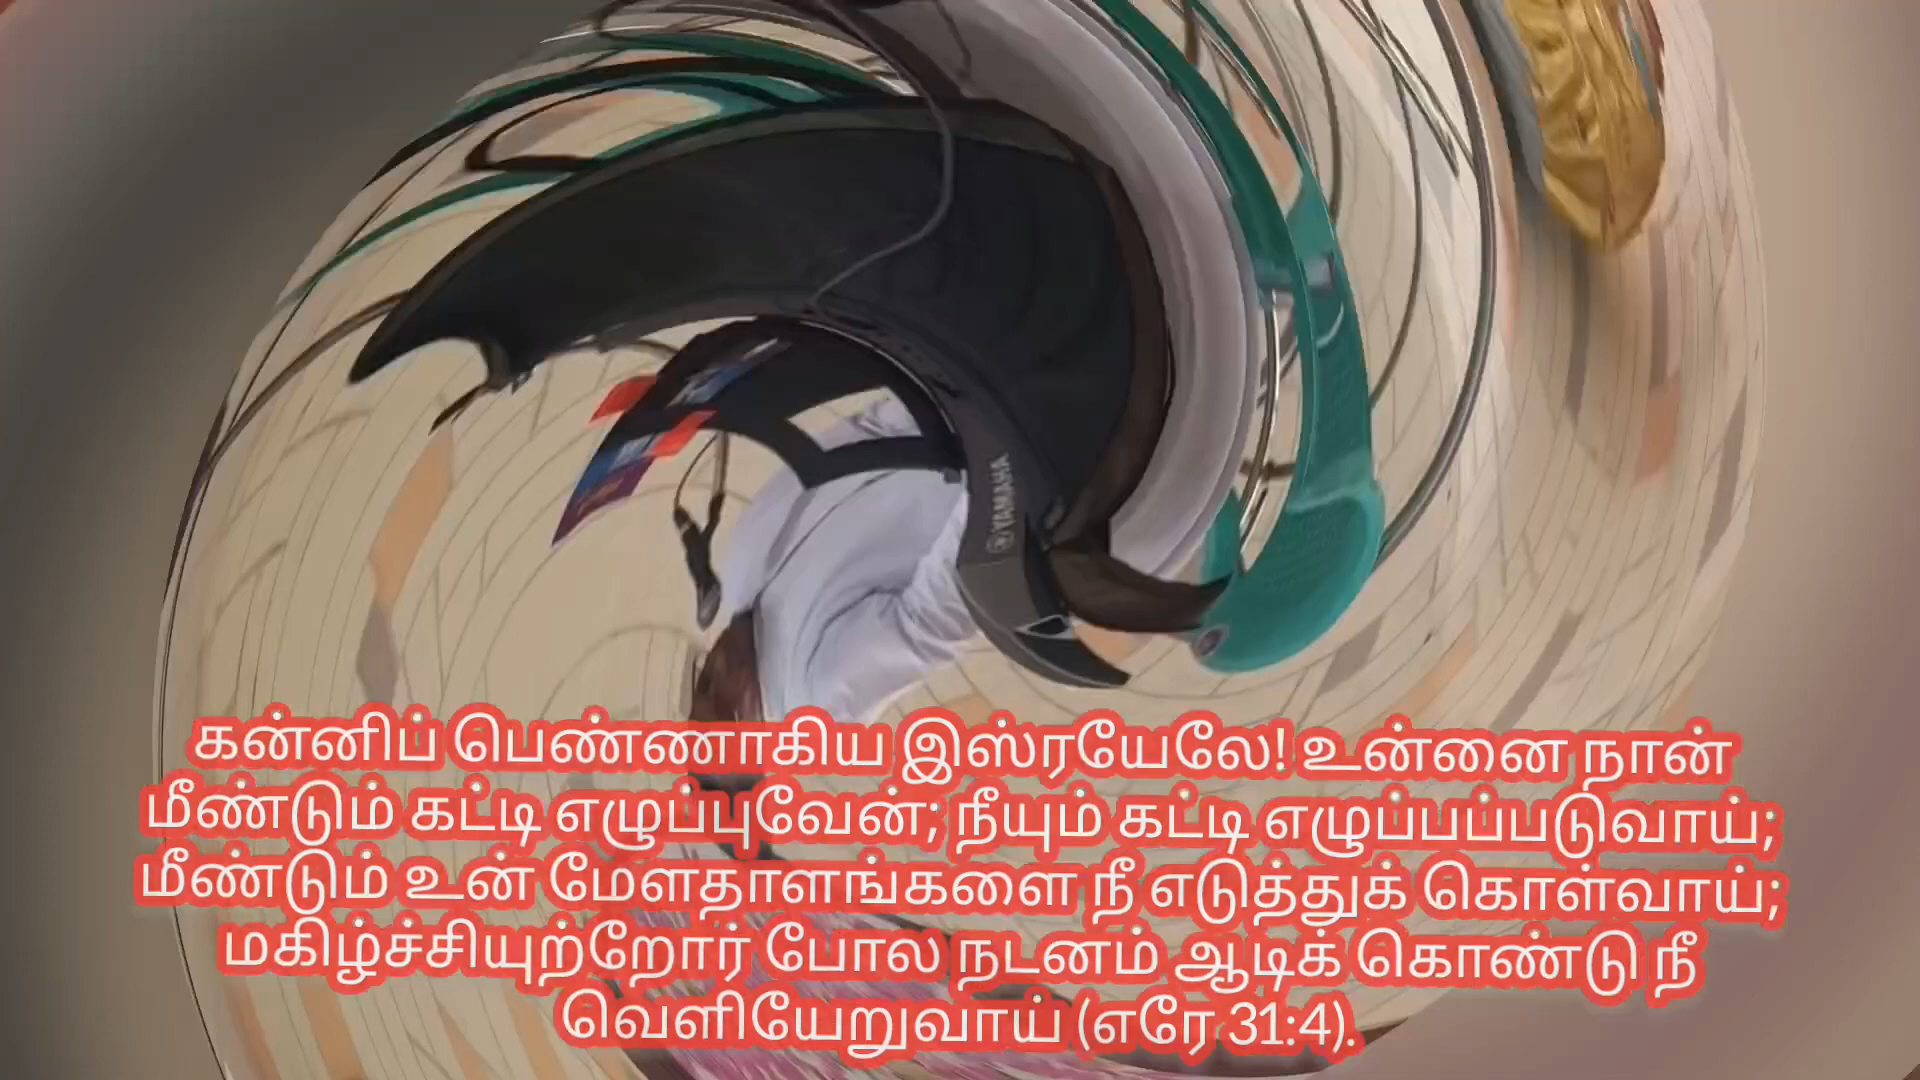 YAMAHA
கன்னிப் பெண்ணாகிய இஸ்ரயேலே! உன்னை நான்
மீண்டும் கட்டி எழுப்புவேன்; நீயும் கட்டி எழுப்பப்படுவாய்;
மீண்டும் உன் மேளதாளங்களை நீ எடுத்துக் கொள்வாய்;
மகிழ்ச்சியுற்றோர் போல நடனம் ஆடிக் கொண்டு நீ
வெளியேறுவாய் (எரே 31:4).